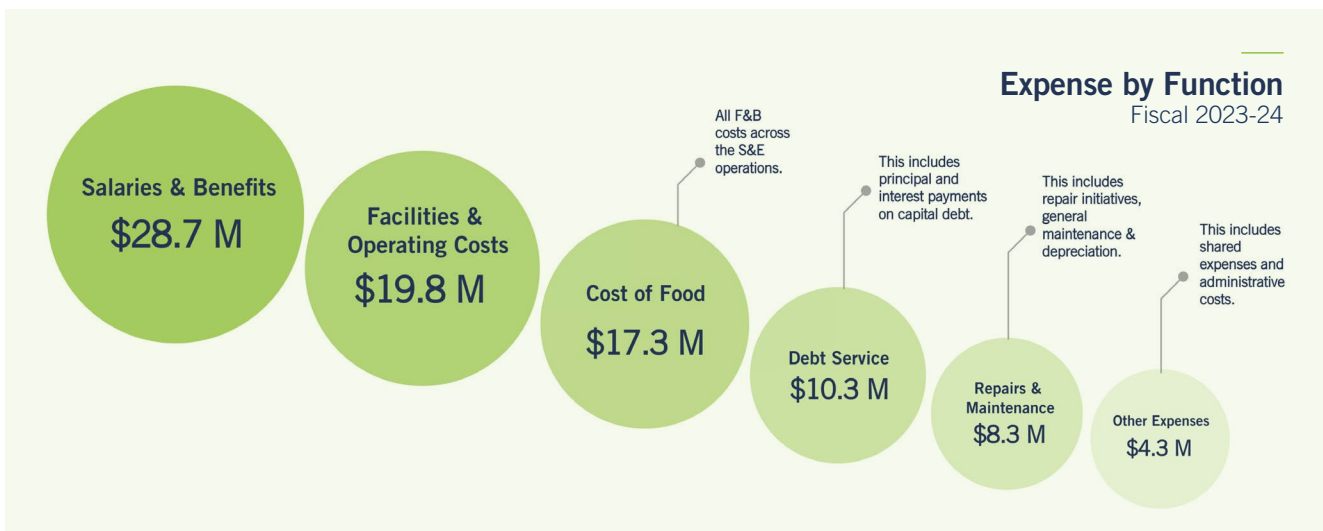 Expense by Function
Fiscal 2023-24
Salaries & Benefits
$28.7 M
Facilities &
Operating Costs
$19.8 M
All F&B
costs across
the S&E
operations.
Cost of Food
$17.3 M
This includes
principal and
interest payments
on capital debt.
Debt Service
$10.3 M
This includes
repair initiatives,
general
maintenance &
depreciation.
Repairs &
Maintenance
$8.3 M
This includes
shared
expenses and
administrative
costs.
Other Expenses
$4.3 M